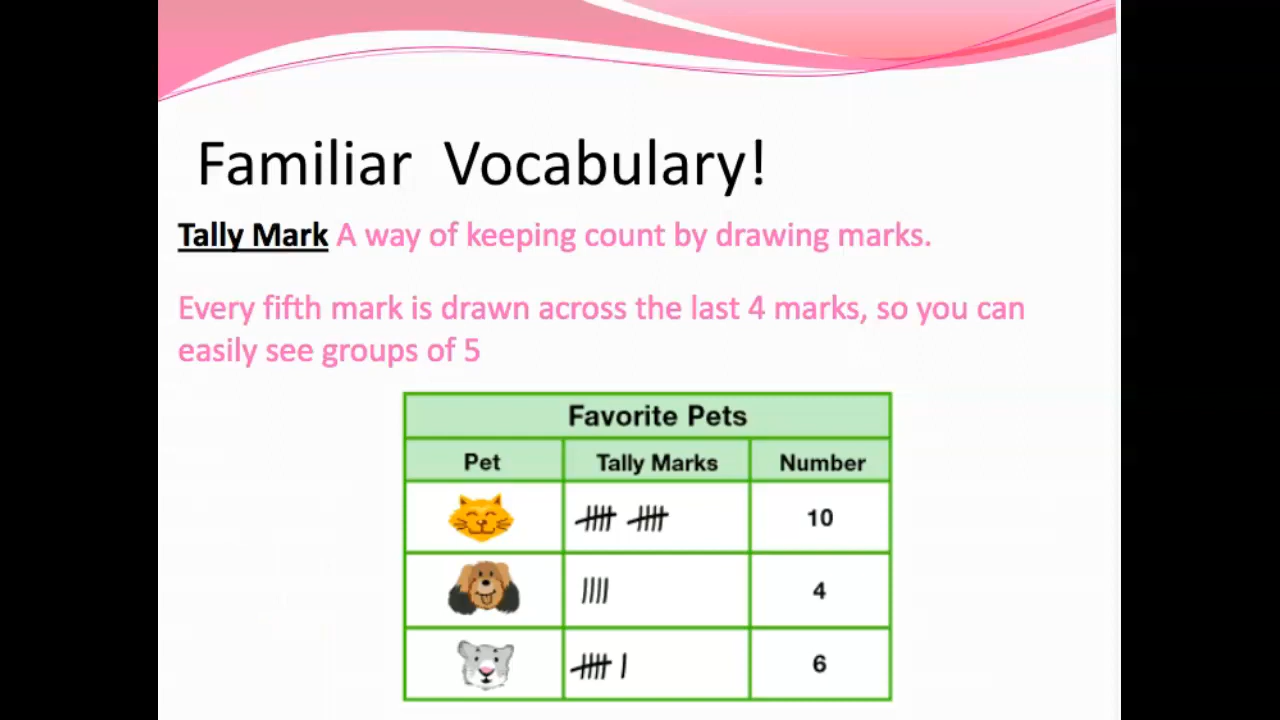 Familiar Vocabulary!
Tally Mark A way of keeping count by drawing marks.
Every fifth mark is drawn across the last 4 marks, so you can
easily see groups of 5
Favorite Pets
Pet Tally Marks Number
10
4
6